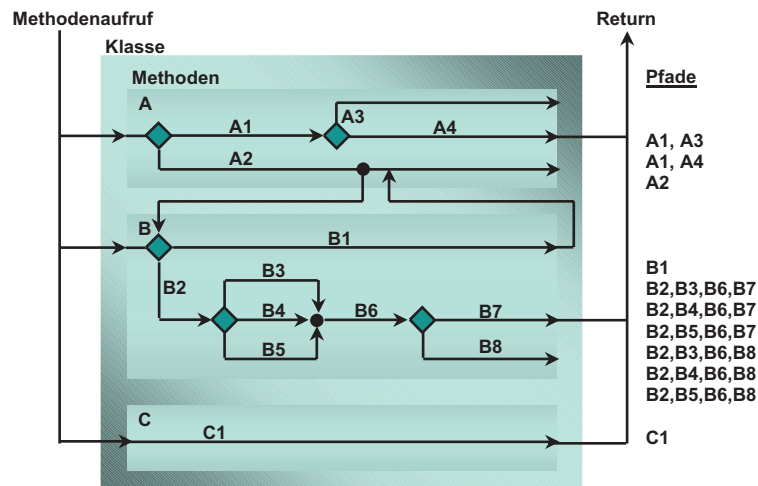 Methodenaufruf
Return
Klasse
Methoden
Pfade
A
A3
A1
A4
A2
A1, A3
A1, A4
A2
B
B1
B2
B3
B4
B6
B7
B5
B8
B1
B2,B3,B6,B7
B2,B4,B6,B7
B2,B5,B6,B7
B2,B3,B6,B8
B2,B4,B6,B8
B2,B5,B6,B8
C
C1
C1